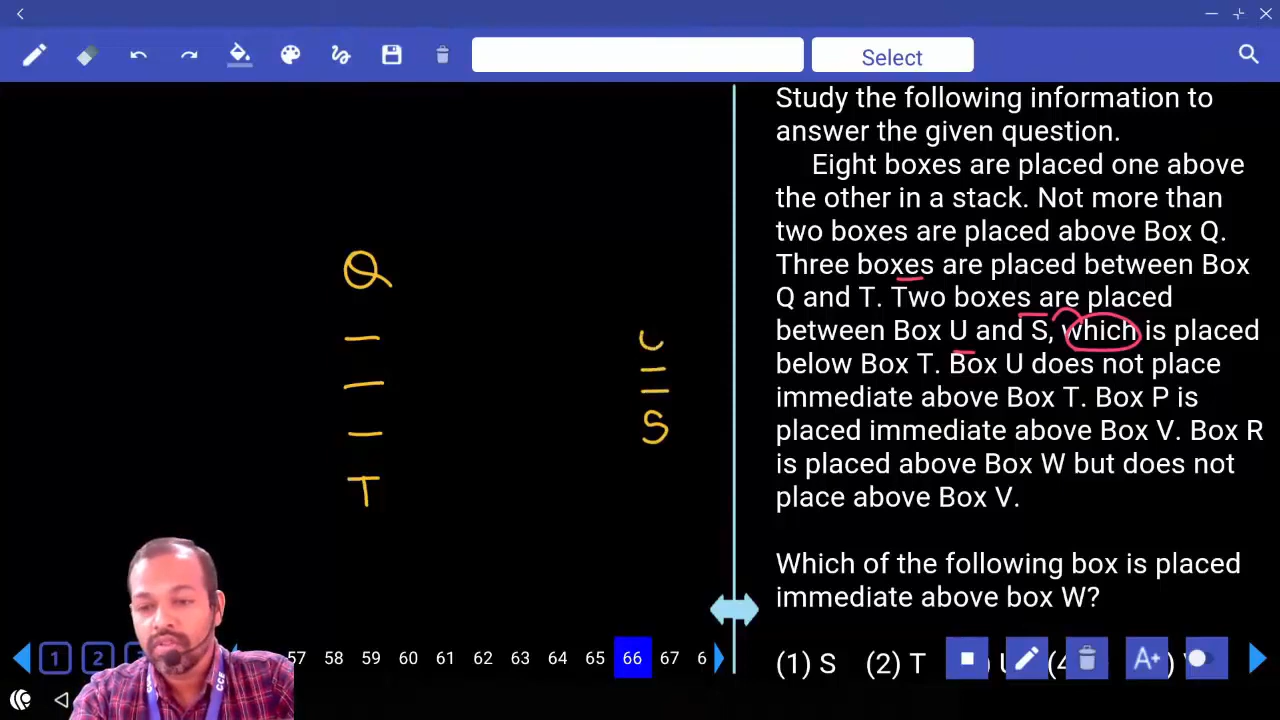 Select
Study the following information to
answer the given question.
Eight boxes are placed one above
the other in a stack. Not more than
two boxes are placed above Box Q.
Three boxes are placed between Box
Q and T. Two boxes are placed
between Box U and S, which is placed
below Box T. Box U does not place
immediate above Box T. Box P is
placed immediate above Box V. Box R
is placed above Box W but does not
place above Box V.
Which of the following box is placed
immediate above box W?
(1) S (2) T
Q
T
U
S
1 2 57 58 59 60 61 62 63 64 65 66 67 6
A+
CCE